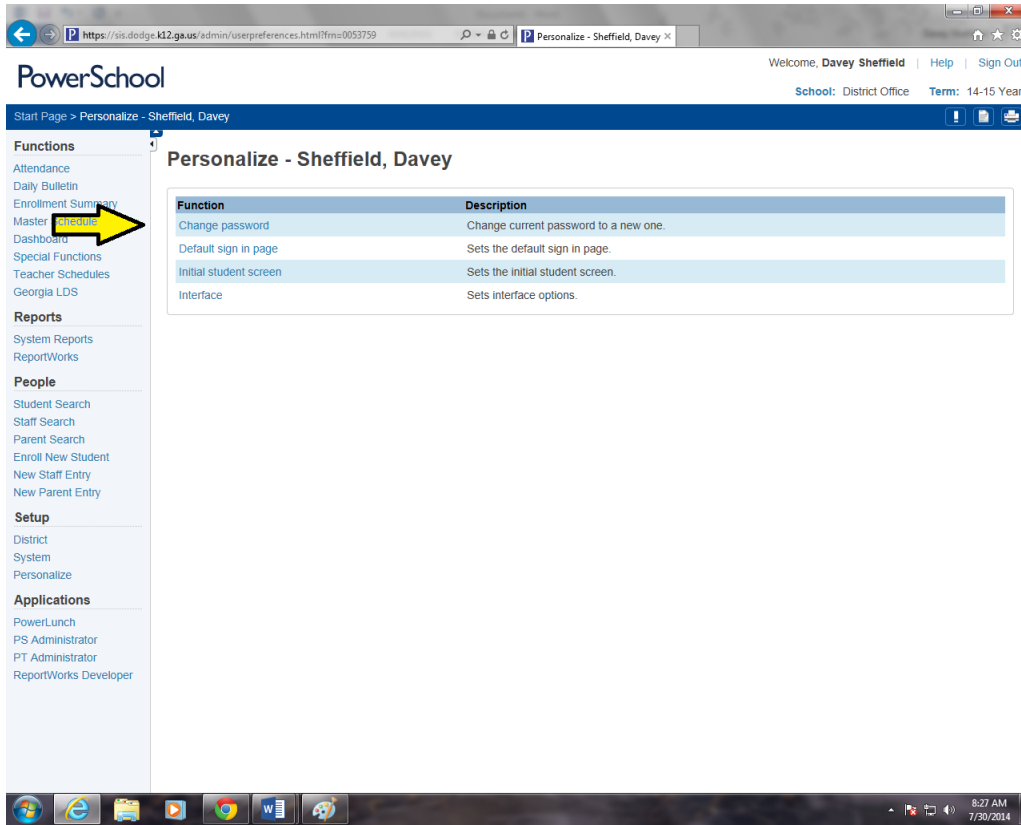 https://sis.dodge.k12.ga.us/admin/userpreferences.html?frn=0053759
Personalize - Sheffield, Davey
PowerSchool
Welcome, Davey Sheffield | Help | Sign Out
School: District Office Term: 14-15 Year
Start Page > Personalize - Sheffield, Davey
Functions
Attendance
Daily Bulletin
Enrollment Summary
Master Schedule
Dashboard
Special Functions
Teacher Schedules
Georgia LDS
Reports
System Reports
ReportWorks
People
Student Search
Staff Search
Parent Search
Enroll New Student
New Staff Entry
New Parent Entry
Setup
District
System
Personalize
Applications
PowerLunch
PS Administrator
PT Administrator
ReportWorks Developer
Personalize - Sheffield, Davey
Function Description
Change password Change current password to a new one.
Default sign in page Sets the default sign in page.
Initial student screen Sets the initial student screen.
Interface Sets interface options.
8:27 AM
7/30/2014